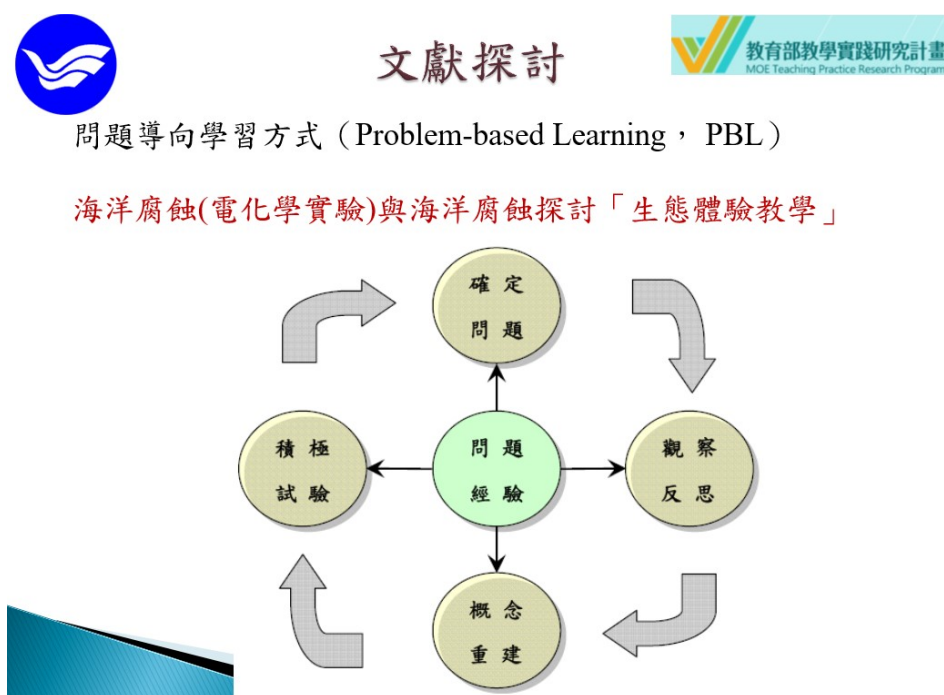 文獻探討
教育部教學實踐研究計畫
MOE Teaching Practice Research Program
問題導向學習方式（Problem-based Learning， PBL）
海洋腐蝕(電化學實驗)與海洋腐蝕探討「生態體驗教學」
確定
問題
積極
試驗
問題
經驗
觀察
反思
概念
重建